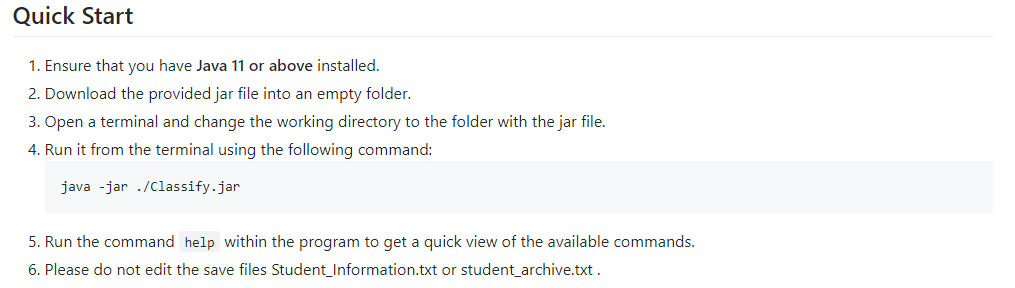 Quick Start
1. Ensure that you have Java 11 or above installed.
2. Download the provided jar file into an empty folder.
3. Open a terminal and change the working directory to the folder with the jar file.
4. Run it from the terminal using the following command:
java -jar ./Classify.jar
5. Run the command help within the program to get a quick view of the available commands.
6. Please do not edit the save files Student_Information.txt or student_archive.txt .